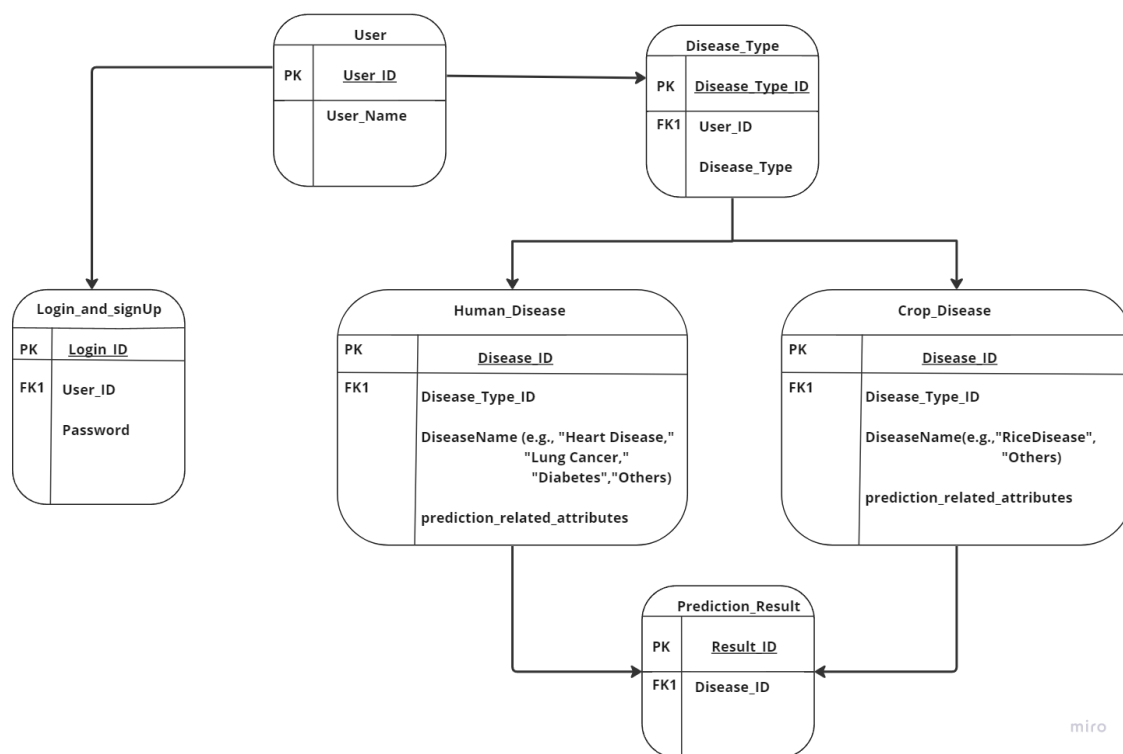 User
PK User_ID
User_Name
Disease_Type
PK Disease_Type_ID
FK1 User_ID
Disease_Type
Login_and_signUp
PK Login_ID
FK1 User_ID
Password
Human_Disease
PK Disease_ID
FK1 Disease_Type_ID
DiseaseName (e.g., "Heart Disease,"
"Lung Cancer,"
"Diabetes","Others)
prediction_related_attributes
Crop_Disease
PK Disease_ID
FK1 Disease_Type_ID
DiseaseName(e.g.,"RiceDisease",
"Others)
prediction_related_attributes
Prediction_Result
PK Result_ID
FK1 Disease_ID
miro